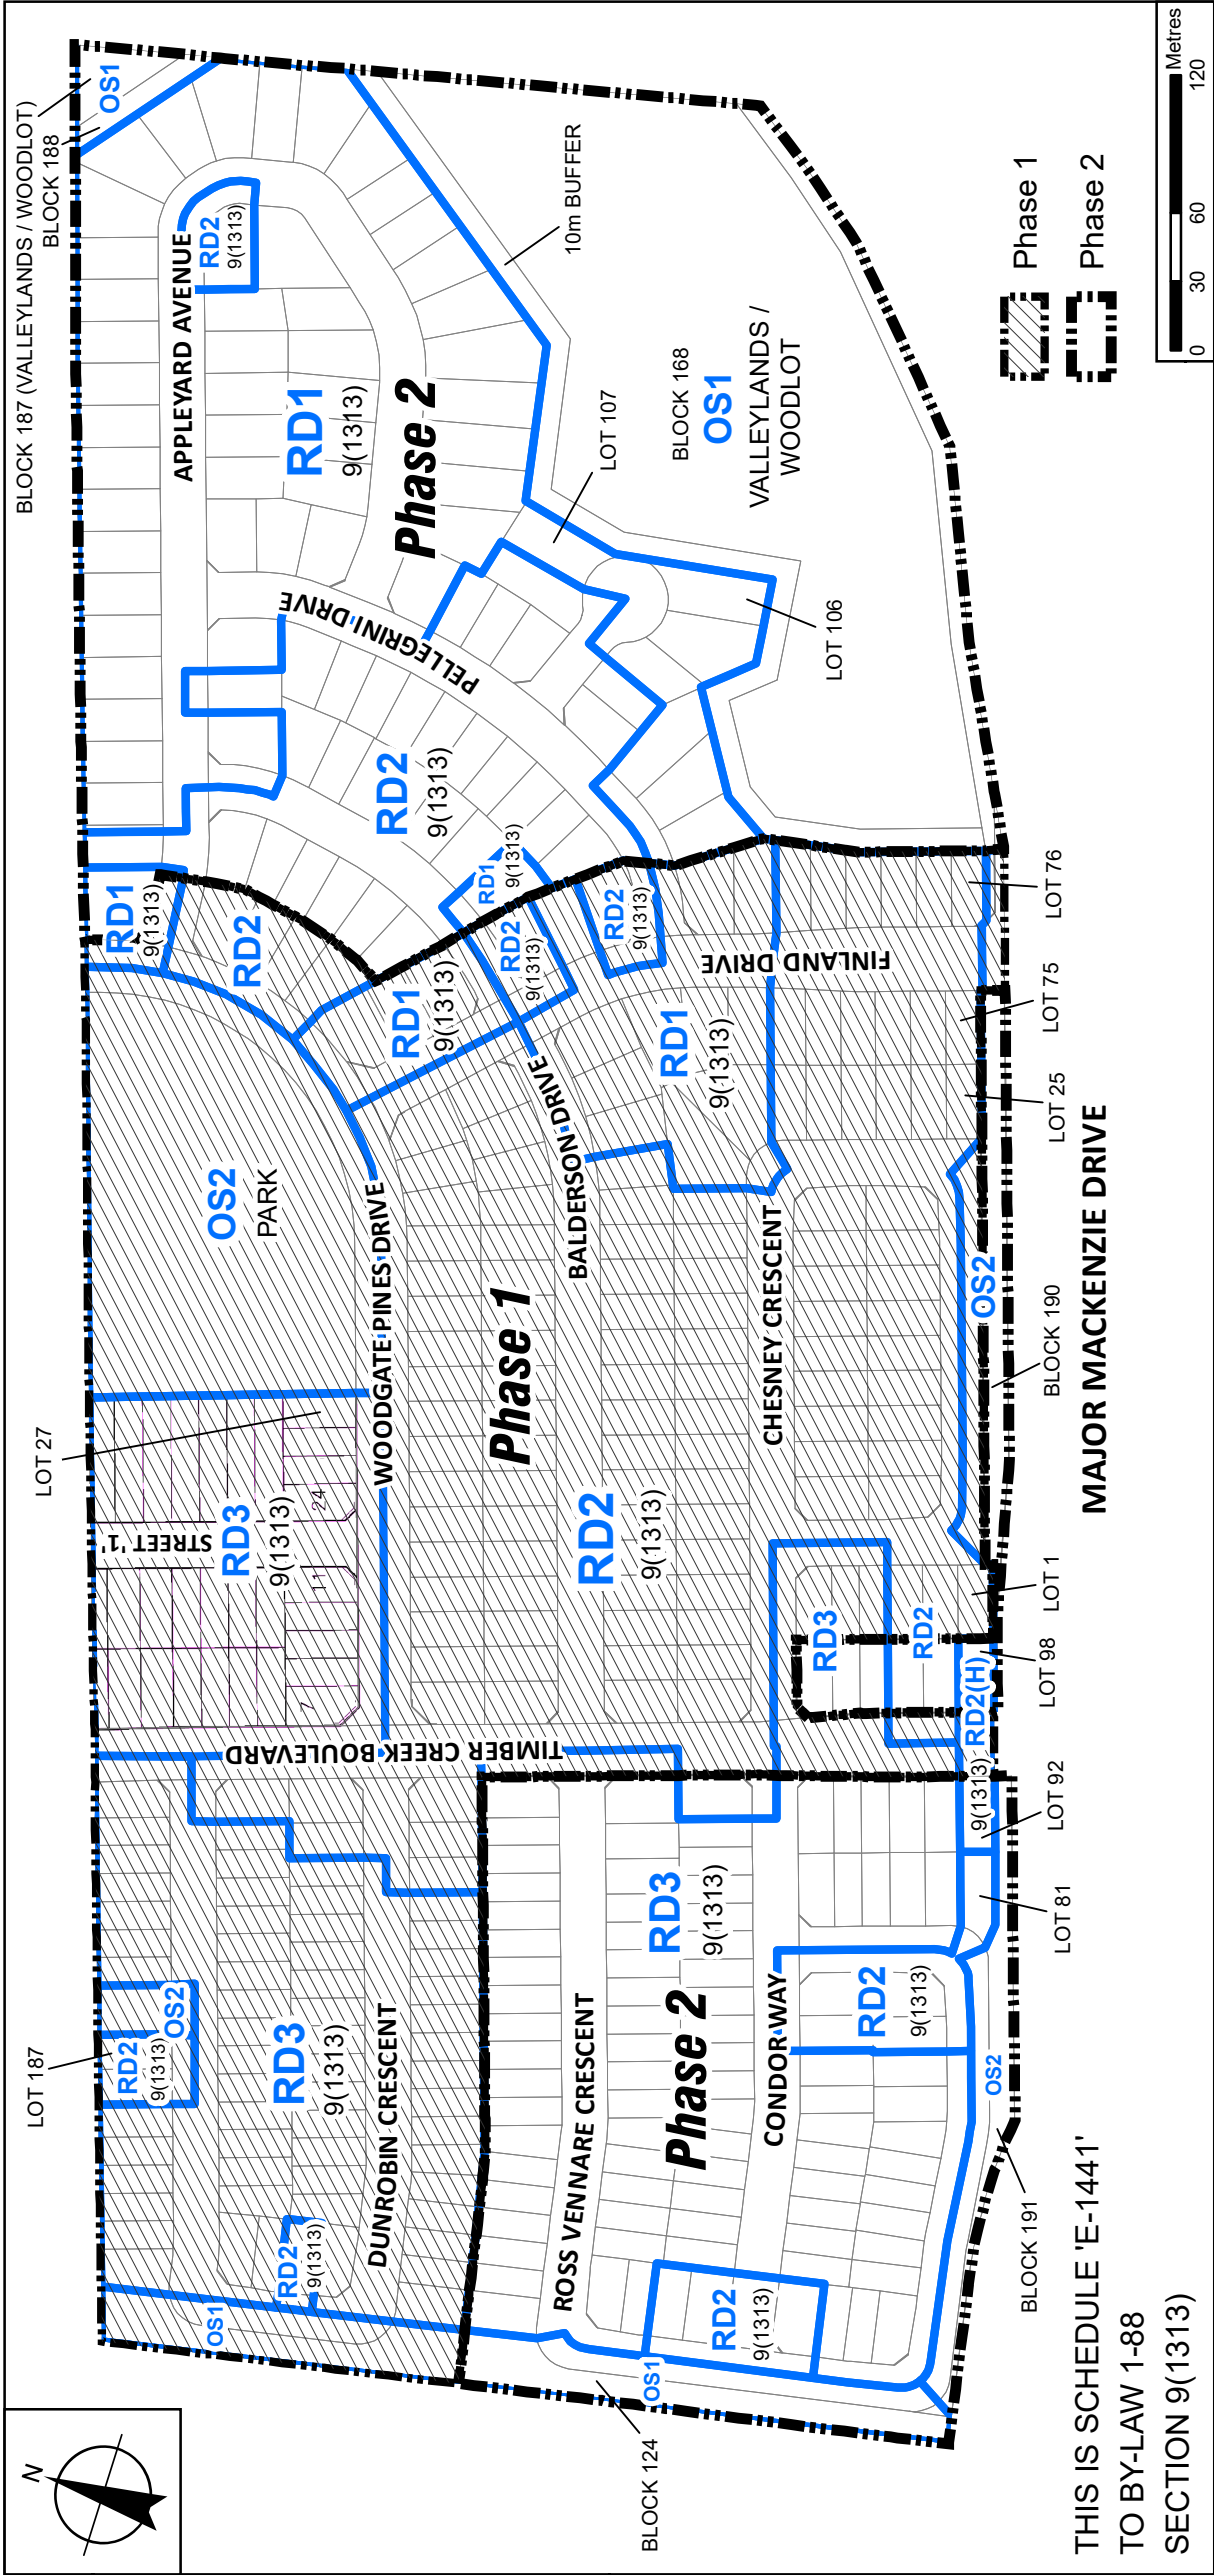 N
THIS IS SCHEDULE 'E-1441'
TO BY-LAW 1-88
SECTION 9(1313)
BLOCK 124
OS1
OS1
LOT 187
RD2
9(1313)
OS2
RD3
9(1313)
RD2
9(1313)
DUNROBIN CRESCENT
ROSS VENNARE CRESCENT
RD3
9(1313)
Phase 2
CONDOR WAY
RD2
9(1313)
RD2
9(1313)
OS2
BLOCK 191
LOT 81
LOT 92
LOT 98
LOT 1
RD2(H)
9(1313)
RD2
RD3
TIMBER CREEK BOULEVARD
7
11
24
STREET '1'
RD3
9(1313)
LOT 27
WOODGATE PINES DRIVE
Phase 1
RD2
9(1313)
BALDERSON DRIVE
CHESNEY CRESCENT
OS2
PARK
OS2
BLOCK 190
MAJOR MACKENZIE DRIVE
LOT 25
LOT 75
LOT 76
FINLAND DRIVE
RD1
9(1313)
RD1
9(1313)
RD2
9(1313)
RD2
9(1313)
RD1
9(1313)
RD2
RD1
9(1313)
RD2
9(1313)
PELLEGRINI DRIVE
Phase 2
RD1
9(1313)
APPLEYARD AVENUE
RD2
9(1313)
BLOCK 187 (VALLEYLANDS / WOODLOT)
BLOCK 188
OS1
10m BUFFER
LOT 107
LOT 106
BLOCK 168
OS1
VALLEYLANDS /
WOODLOT
Phase 1
Phase 2
0 30 60 120
Metres